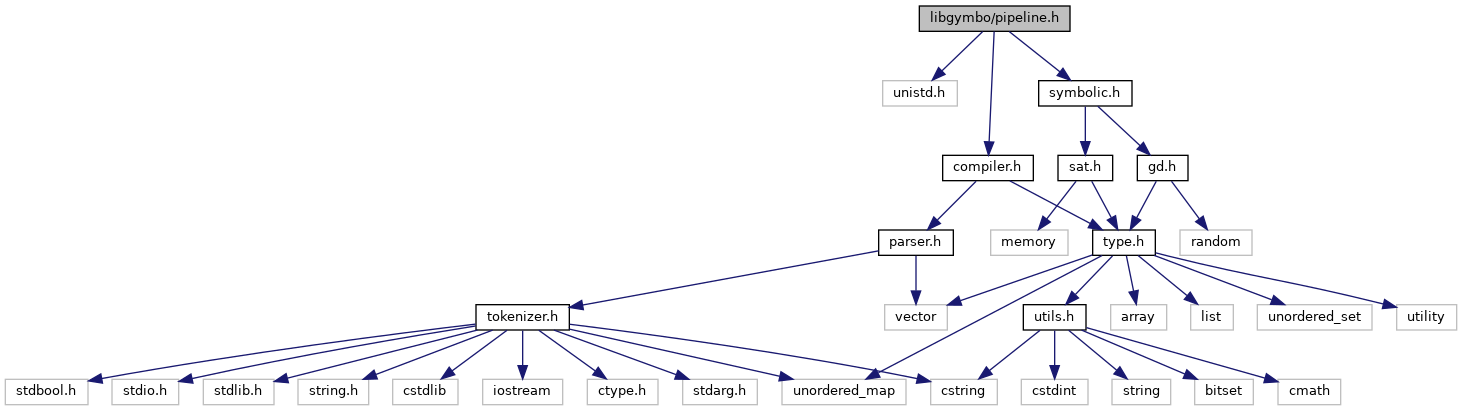 libgymbo/pipeline.h
unistd.h
symbolic.h
compiler.h
sat.h
gd.h
parser.h
memory
type.h
random
tokenizer.h
vector
utils.h
array
list
unordered_set
utility
stdbool.h
stdio.h
stdlib.h
string.h
cstdlib
iostream
ctype.h
stdarg.h
unordered_map
cstring
cstdint
string
bitset
cmath